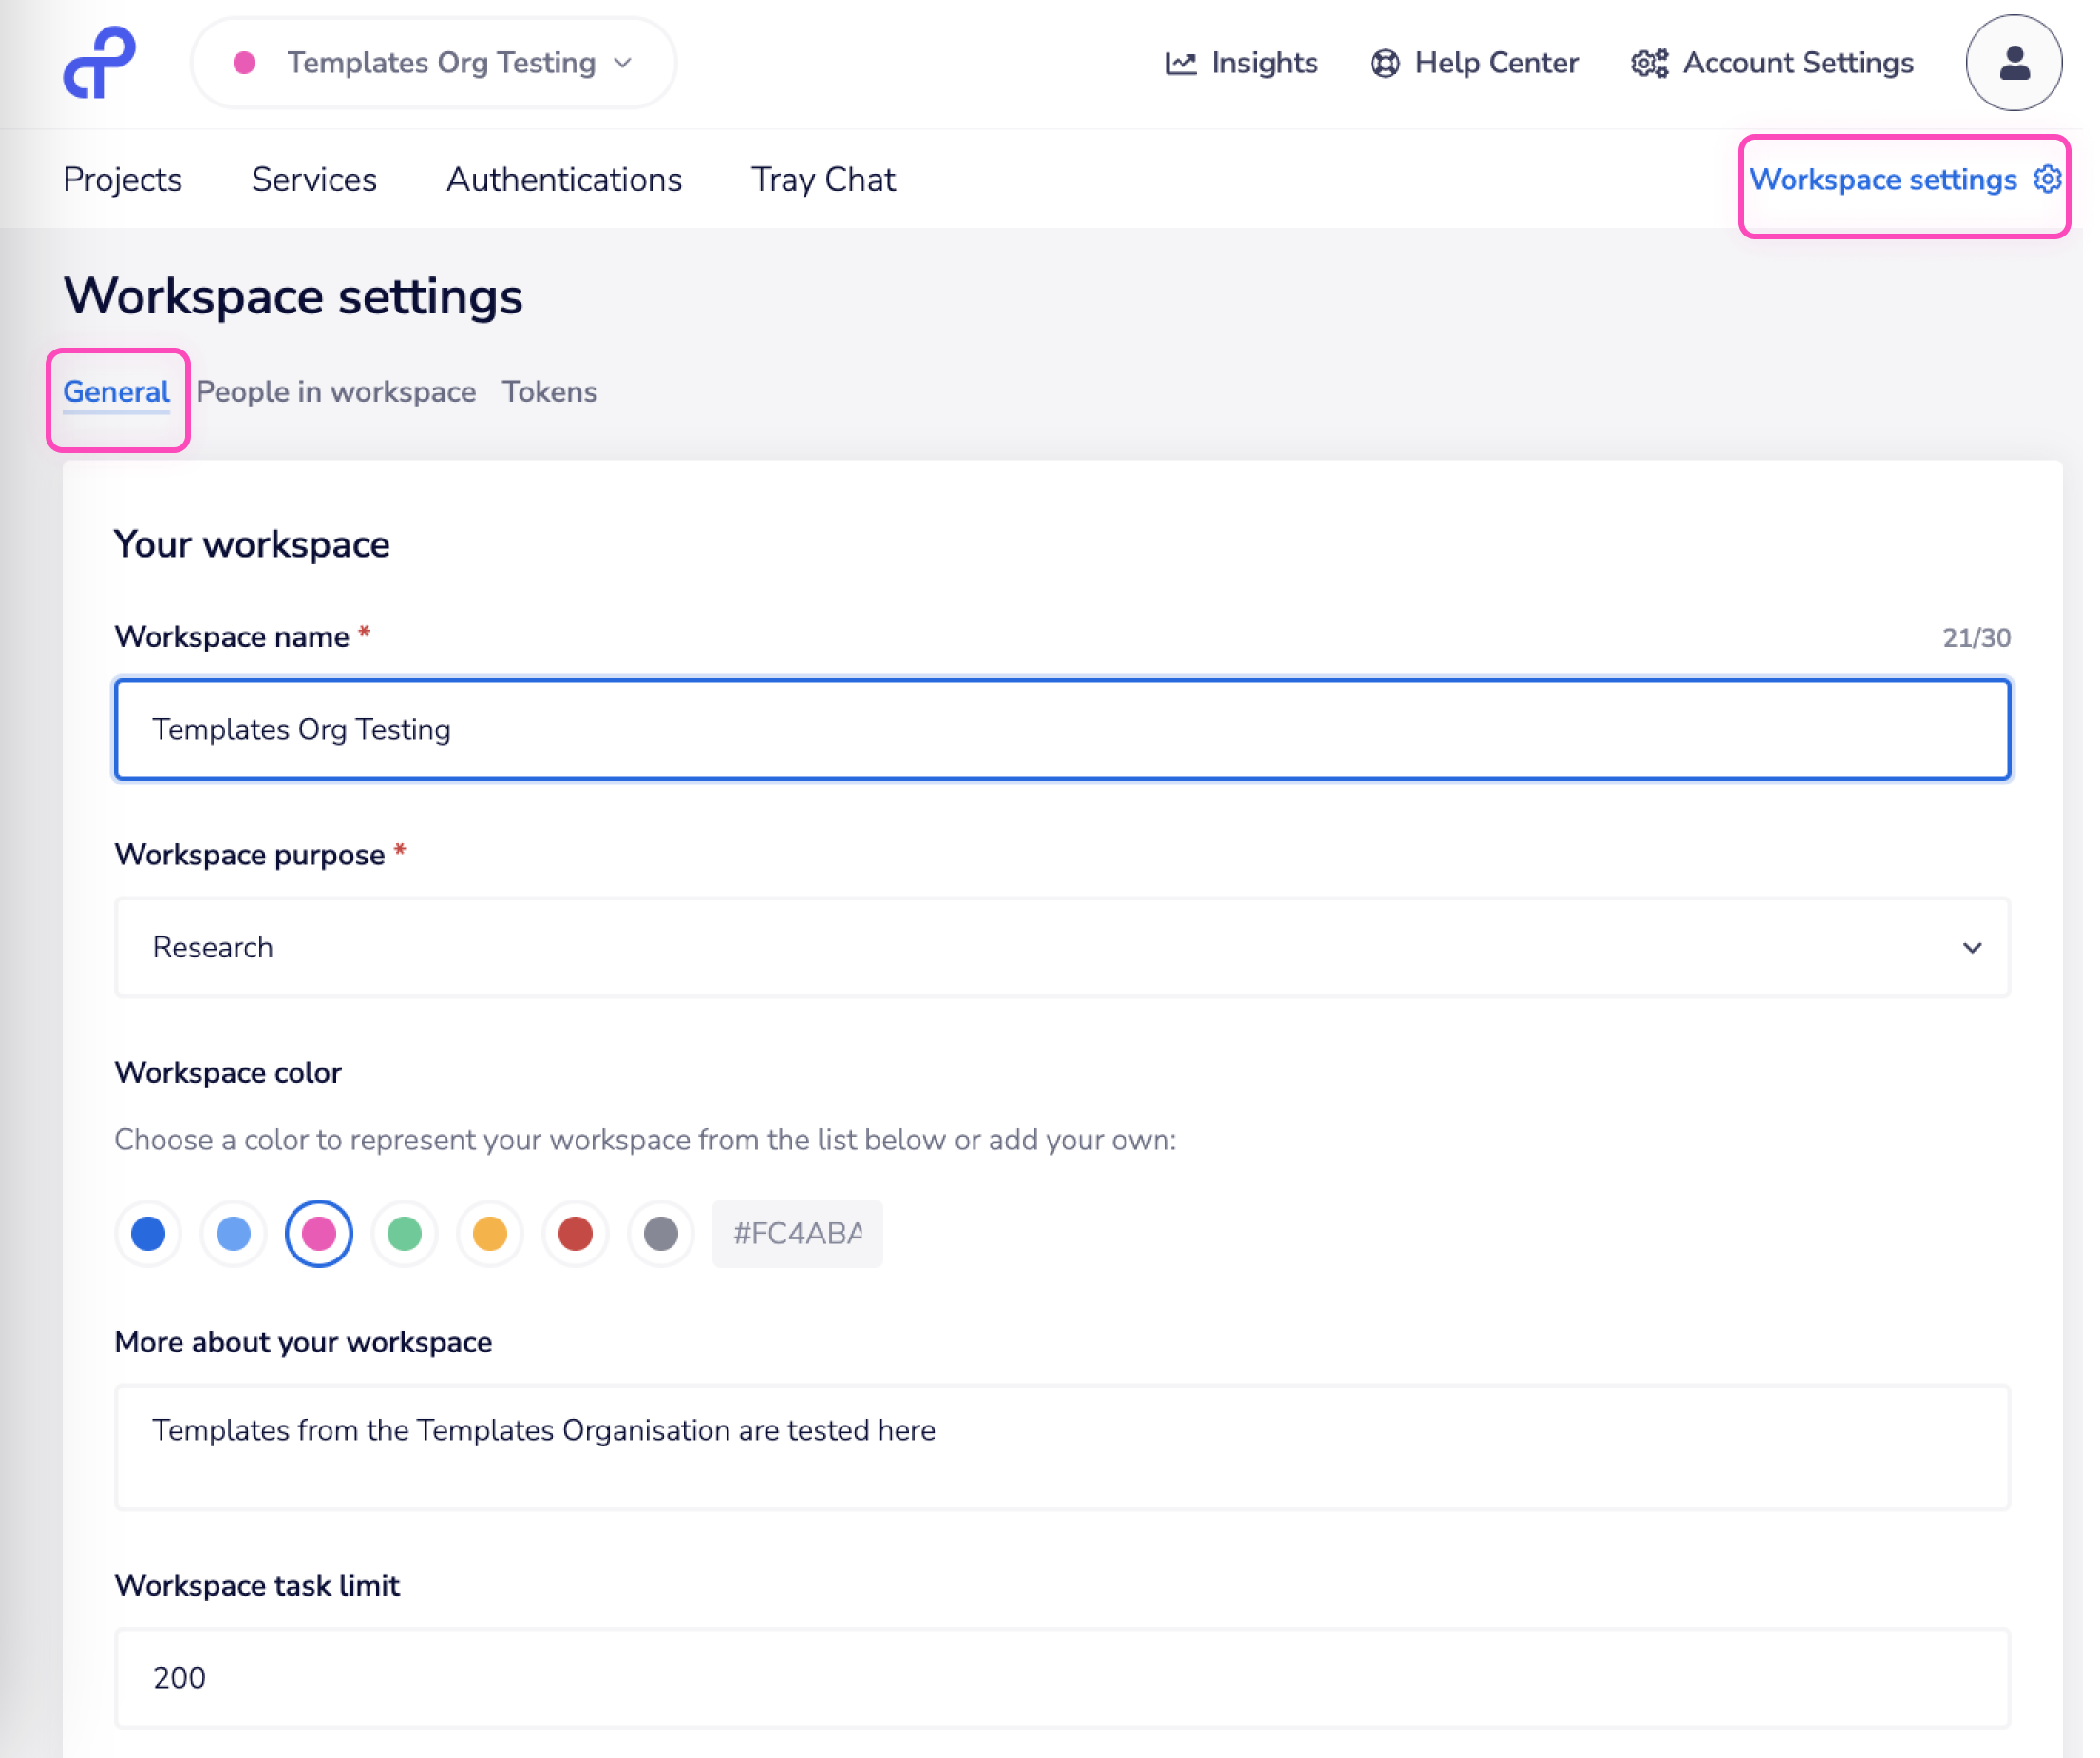 Templates Org Testing
Insights
Help Center
Account Settings
Projects
Services
Authentications
Tray Chat
Workspace settings
Workspace settings
General
People in workspace
Tokens
Your workspace
Workspace name *
21/30
Templates Org Testing
Workspace purpose *
Research
Workspace color
Choose a color to represent your workspace from the list below or add your own:
#FC4ABA
More about your workspace
Templates from the Templates Organisation are tested here
Workspace task limit
200